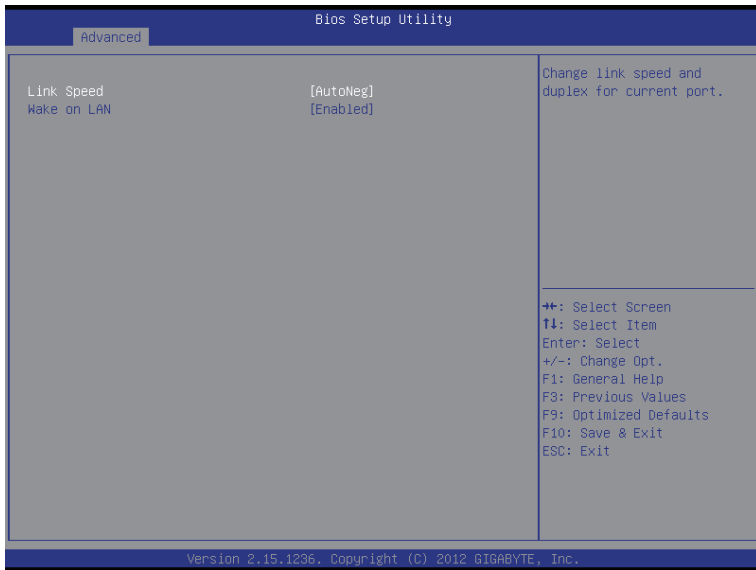 Bios Setup Utility
Advanced
Link Speed [AutoNeg]
Wake on LAN [Enabled]
Change link speed and
duplex for current port.
→←: Select Screen
↑↓: Select Item
Enter: Select
+/-: Change Opt.
F1: General Help
F3: Previous Values
F9: Optimized Defaults
F10: Save & Exit
ESC: Exit
Version 2.15.1236. Copyright (C) 2012 GIGABYTE, Inc.